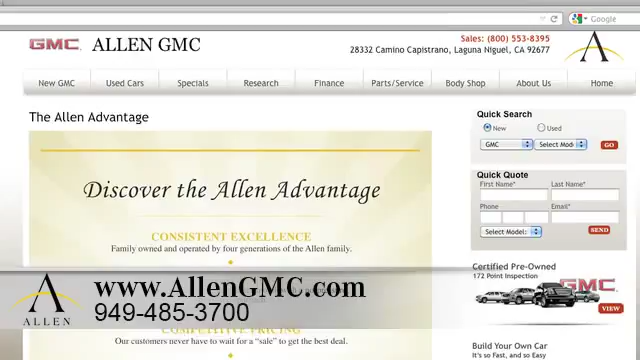 Google
GMC ALLEN GMC
Sales: (800) 553-8395
28332 Camino Capistrano, Laguna Niguel, CA 92677
New GMC Used Cars Specials Research Finance Parts/Service Body Shop About Us Home
The Allen Advantage
Discover the Allen Advantage
CONSISTENT EXCELLENCE
Family owned and operated by four generations of the Allen family.
COMPETITIVE PRICING
Our customers never have to wait for a “sale” to get the best deal.
Quick Search
New Used
GMC Select Mod GO
Quick Quote
First Name* Last Name*
Phone Email*
Select Model: SEND
Certified Pre-Owned
172 Point Inspection
GMC
VIEW
Build Your Own Car
It's so Fast, and so Easy
ALLEN
www.AllenGMC.com
949-485-3700